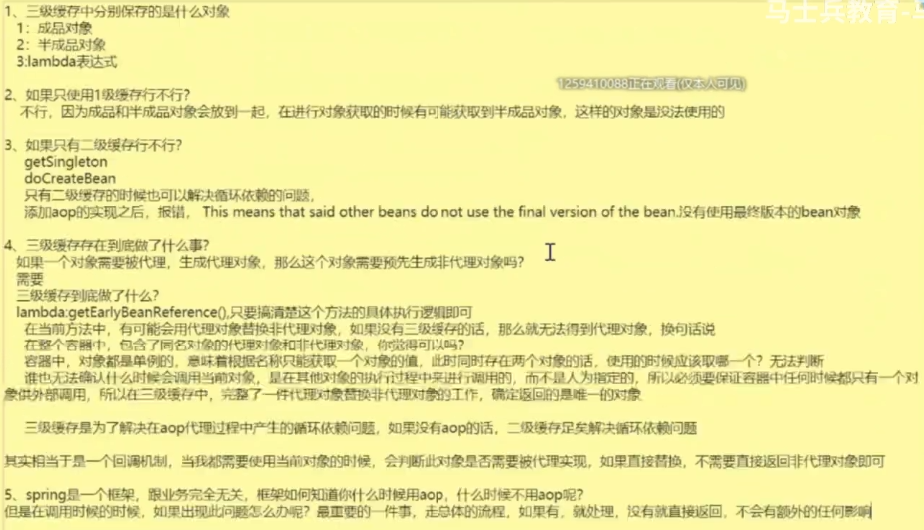 马士兵教育-马
1、三级缓存中分别保存的是什么对象
1：成品对象
2：半成品对象
3:lambda表达式
1259410088正在观看(仅本人可见)
2、如果只使用1级缓存行不行？
不行，因为成品和半成品对象会放到一起，在进行对象获取的时候有可能获取到半成品对象，这样的对象是没法使用的
3、如果只有二级缓存行不行？
getSingleton
doCreateBean
只有二级缓存的时候也可以解决循环依赖的问题，
添加aop的实现之后，报错， This means that said other beans do not use the final version of the bean.没有使用最终版本的bean对象
4、三级缓存存在到底做了什么事？
如果一个对象需要被代理，生成代理对象，那么这个对象需要预先生成非代理对象吗？
需要
三级缓存到底做了什么？
lambda:getEarlyBeanReference(),只要搞清楚这个方法的具体执行逻辑即可
在当前方法中，有可能会用代理对象替换非代理对象，如果没有三级缓存的话，那么就无法得到代理对象，换句话说
在整个容器中，包含了同名对象的代理对象和非代理对象，你觉得可以吗？
容器中，对象都是单例的，意味着根据名称只能获取一个对象的值，此时同时存在两个对象的话，使用的时候应该取哪一个？无法判断
谁也无法确认什么时候会调用当前对象，是在其他对象的执行过程中来进行调用的，而不是人为指定的，所以必须要保证容器中任何时候都只有一个对
象供外部调用，所以在三级缓存中，完整了一件代理对象替换非代理对象的工作，确定返回的是唯一的对象
三级缓存是为了解决在aop代理过程中产生的循环依赖问题，如果没有aop的话，二级缓存足矣解决循环依赖问题
其实相当于是一个回调机制，当我都需要使用当前对象的时候，会判断此对象是否需要被代理实现，如果直接替换，不需要直接返回非代理对象即可
5、spring是一个框架，跟业务完全无关，框架如何知道你什么时候用aop，什么时候不用aop呢？
但是在调用时候的时候，如果出现此问题怎么办呢？最重要的一件事，走总体的流程，如果有，就处理，没有就直接返回，不会有额外的任何影响